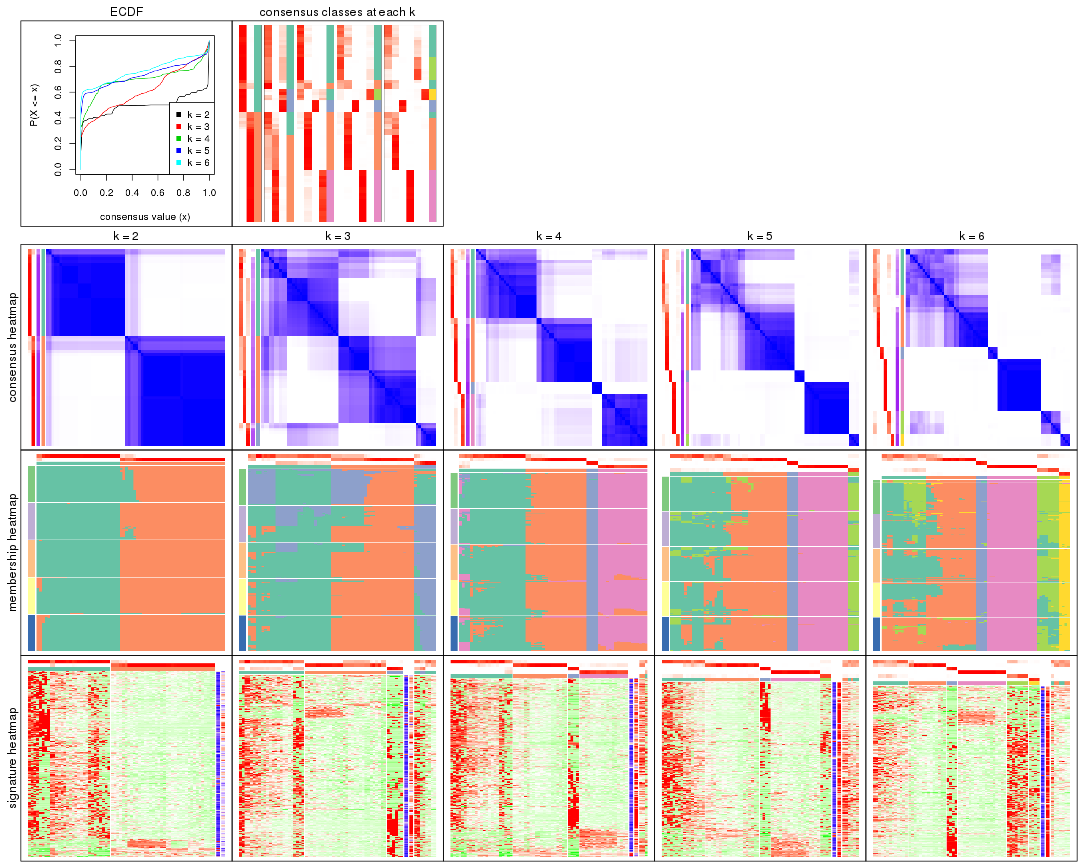 ECDF
consensus classes at each k
P(X <= x)
0.0 0.2 0.4 0.6 0.8 1.0
k = 2
k = 3
k = 4
k = 5
k = 6
0.0 0.2 0.4 0.6 0.8 1.0
consensus value (x)
k = 2
k = 3
k = 4
k = 5
k = 6
consensus heatmap
membership heatmap
signature heatmap